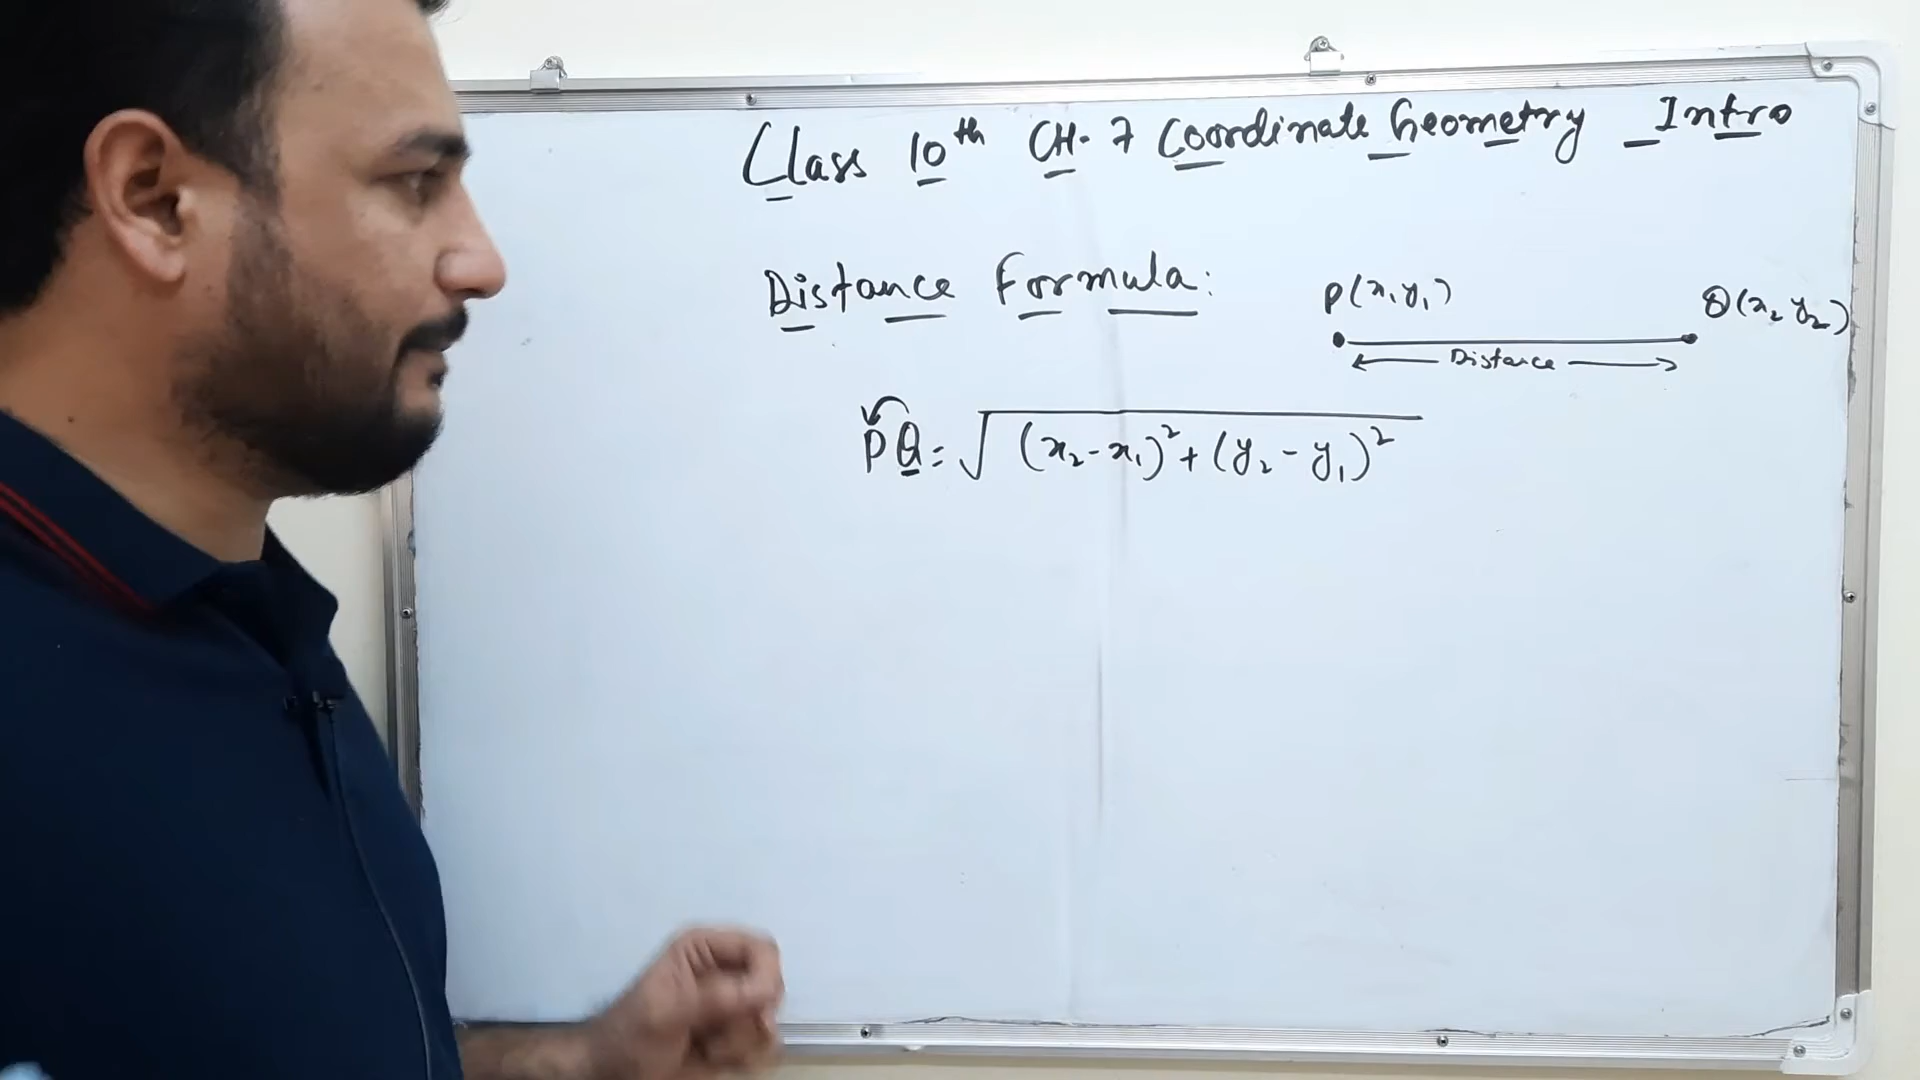 Class 10th CH-7 Coordinate Geometry _ Intro
Distance Formula:
P(x₁ y₁)
Q(x₂ y₂)
Distance
PQ = √(x₂-x₁)² + (y₂-y₁)²